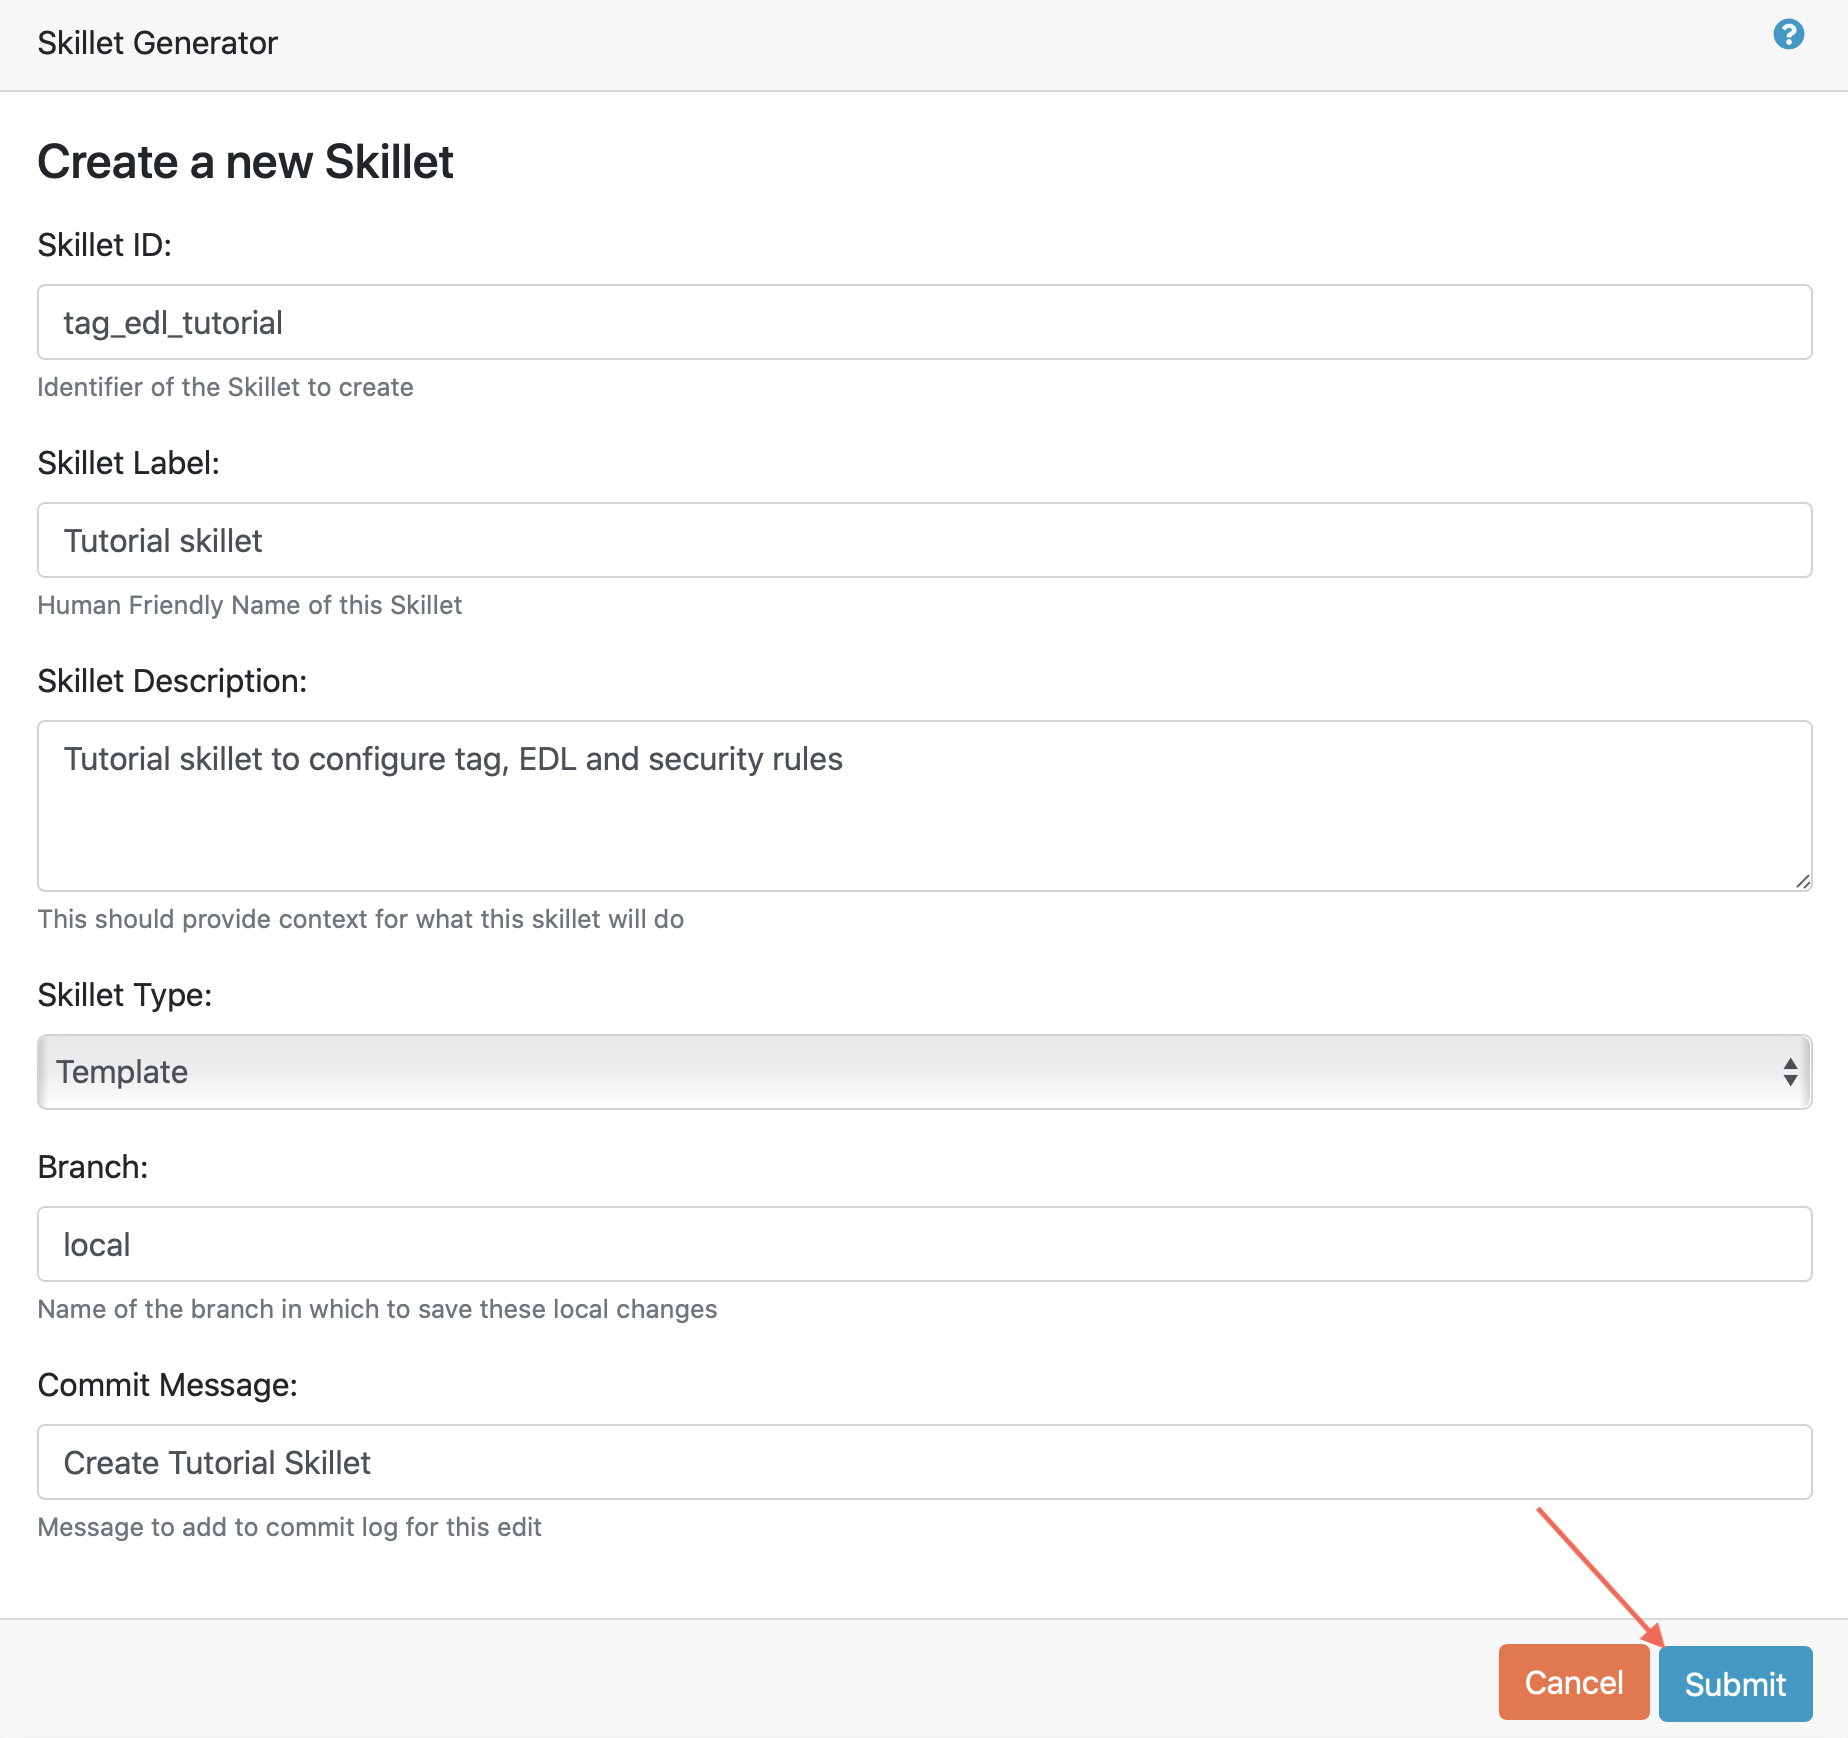 Skillet Generator
?
Create a new Skillet
Skillet ID:
tag_edl_tutorial
Identifier of the Skillet to create
Skillet Label:
Tutorial skillet
Human Friendly Name of this Skillet
Skillet Description:
Tutorial skillet to configure tag, EDL and security rules
This should provide context for what this skillet will do
Skillet Type:
Template
Branch:
local
Name of the branch in which to save these local changes
Commit Message:
Create Tutorial Skillet
Message to add to commit log for this edit
Cancel Submit